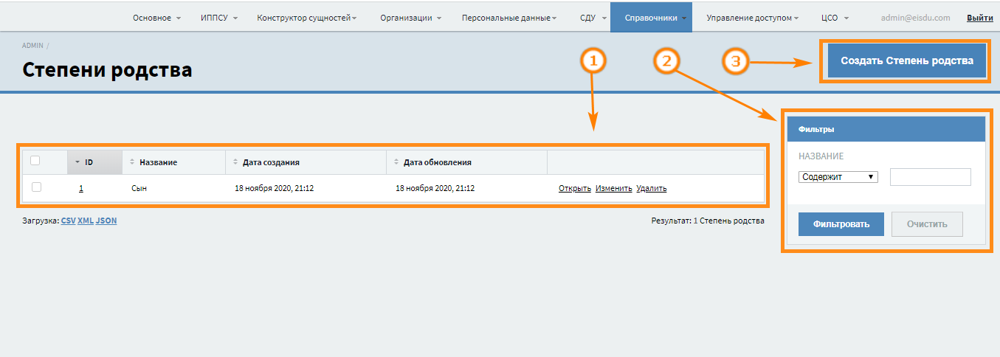 Основное ИППСУ Конструктор сущностей Организации Персональные данные СДУ Справочники Управление доступом ЦСО admin@eisdu.com Выйти
ADMIN /
Степени родства
1 2 3
Создать Степень родства
ID Название Дата создания Дата обновления
1 Сын 18 ноября 2020, 21:12 18 ноября 2020, 21:12 Открыть Изменить Удалить
Загрузка: CSV XML JSON
Результат: 1 Степень родства
Фильтры
НАЗВАНИЕ
Содержит
Фильтровать Очистить